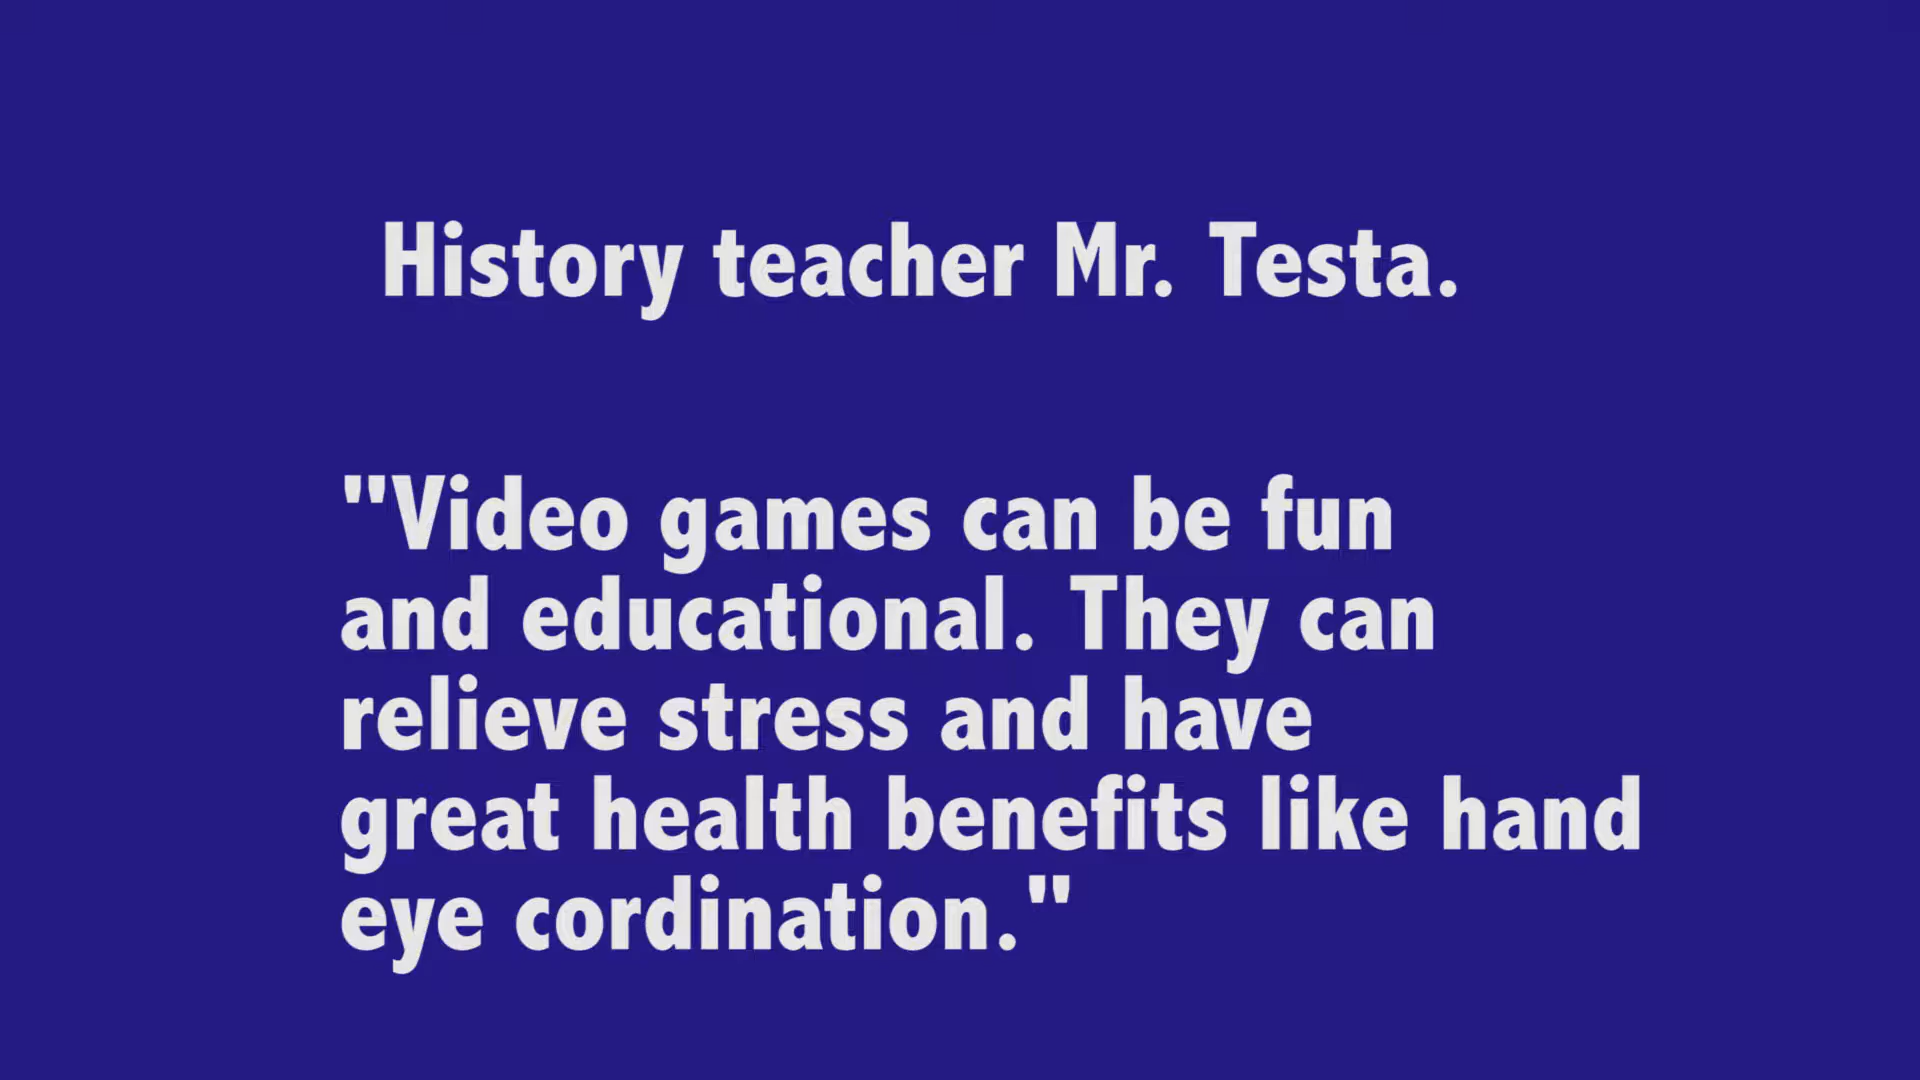 History teacher Mr. Testa.
"Video games can be fun
and educational. They can
relieve stress and have
great health benefits like hand
eye cordination."